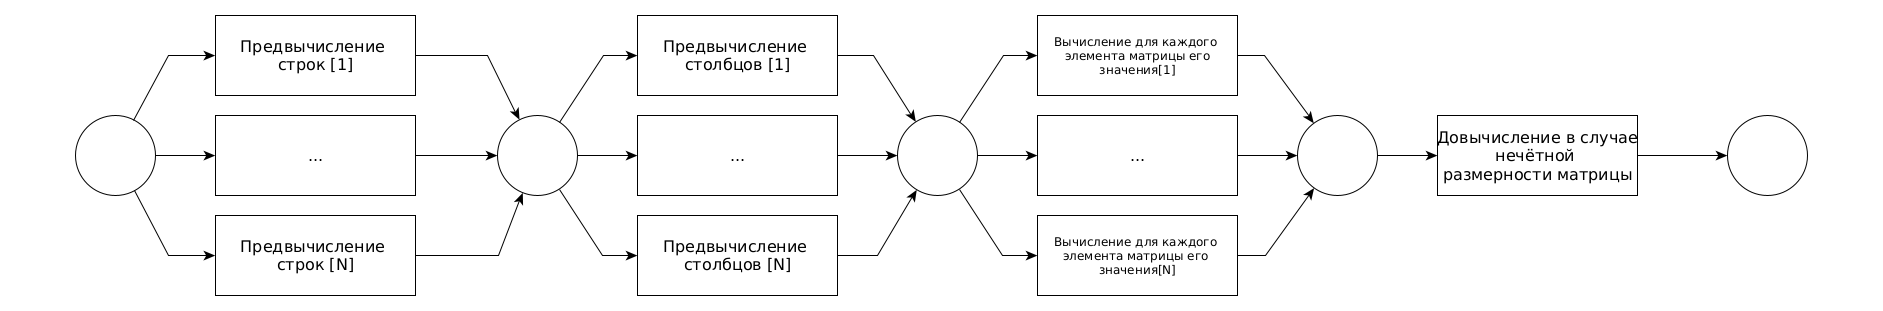 Предвычисление
строк [1]
...
Предвычисление
строк [N]
Предвычисление
столбцов [1]
...
Предвычисление
столбцов [N]
Вычисление для каждого
элемента матрицы его
значения[1]
...
Вычисление для каждого
элемента матрицы его
значения[N]
Довычисление в случае
нечётной
размерности матрицы